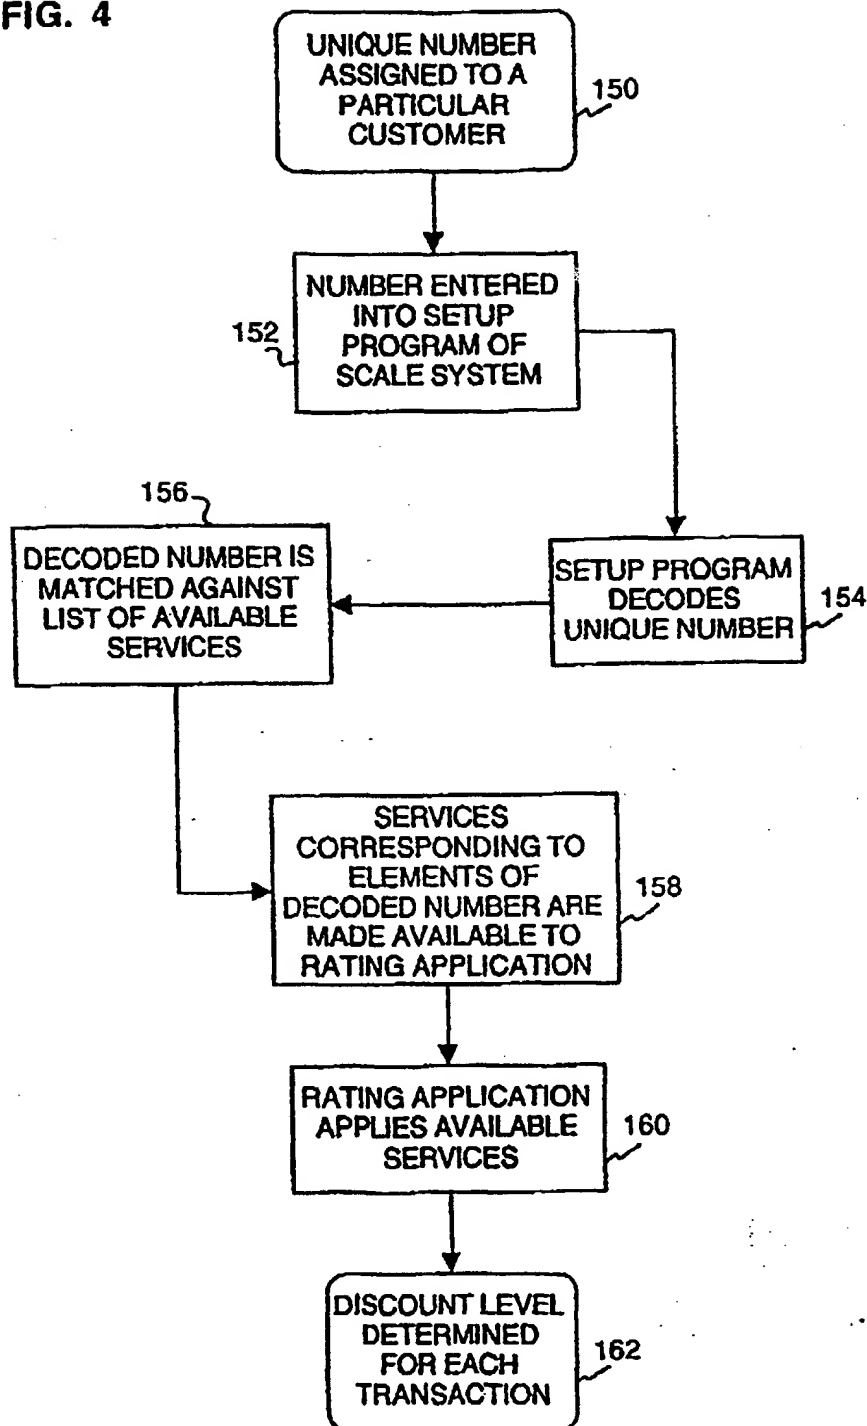 FIG. 4
UNIQUE NUMBER
ASSIGNED TO A
PARTICULAR
CUSTOMER
150
NUMBER ENTERED
INTO SETUP
PROGRAM OF
SCALE SYSTEM
152
SETUP PROGRAM
DECODES
UNIQUE NUMBER
154
156
DECODED NUMBER IS
MATCHED AGAINST
LIST OF AVAILABLE
SERVICES
SERVICES
CORRESPONDING TO
ELEMENTS OF
DECODED NUMBER ARE
MADE AVAILABLE TO
RATING APPLICATION
158
RATING APPLICATION
APPLIES AVAILABLE
SERVICES
160
DISCOUNT LEVEL
DETERMINED
FOR EACH
TRANSACTION
162